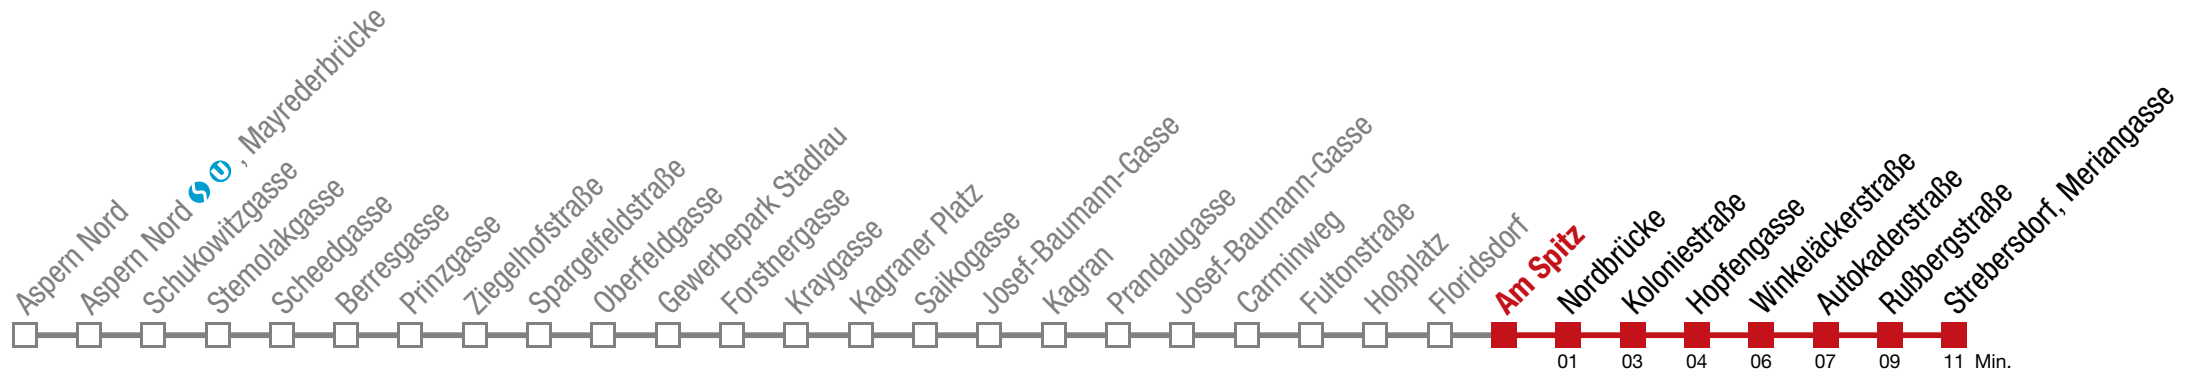 Aspern Nord
Aspern Nord S U , Mayrederbrücke
Schukowitzgasse
Stemolakgasse
Scheedgasse
Berresgasse
Prinzgasse
Ziegelhofstraße
Spargelfeldstraße
Oberfeldgasse
Gewerbepark Stadlau
Forstnergasse
Kraygasse
Kagraner Platz
Saikogasse
Josef-Baumann-Gasse
Kagran
Prandaugasse
Josef-Baumann-Gasse
Carminweg
Fultonstraße
Hoßplatz
Floridsdorf
Am Spitz
Nordbrücke
Koloniestraße
Hopfengasse
Winkeläckerstraße
Autokaderstraße
Rußbergstraße
Strebersdorf, Meriangasse
01 03 04 06 07 09 11 Min.